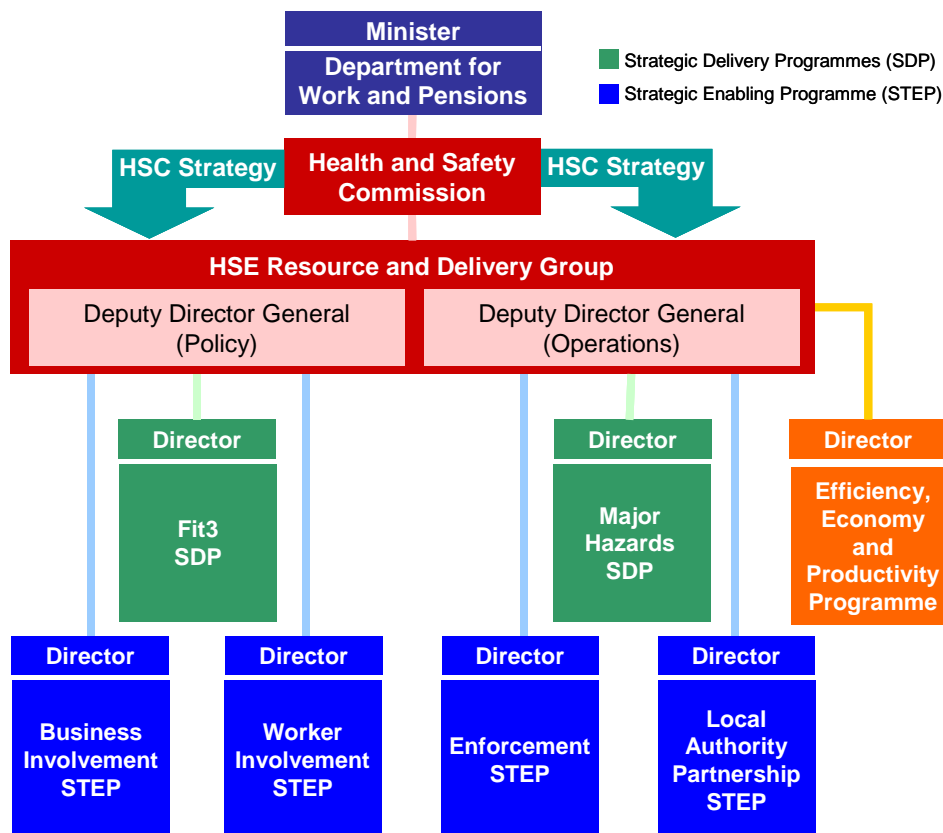 Minister
Department for
Work and Pensions
Strategic Delivery Programmes (SDP)
Strategic Enabling Programme (STEP)
HSC Strategy
Health and Safety
Commission
HSC Strategy
HSE Resource and Delivery Group
Deputy Director General
(Policy)
Deputy Director General
(Operations)
Director
Fit3
SDP
Director
Major
Hazards
SDP
Director
Efficiency,
Economy
and
Productivity
Programme
Director
Business
Involvement
STEP
Director
Worker
Involvement
STEP
Director
Enforcement
STEP
Director
Local
Authority
Partnership
STEP